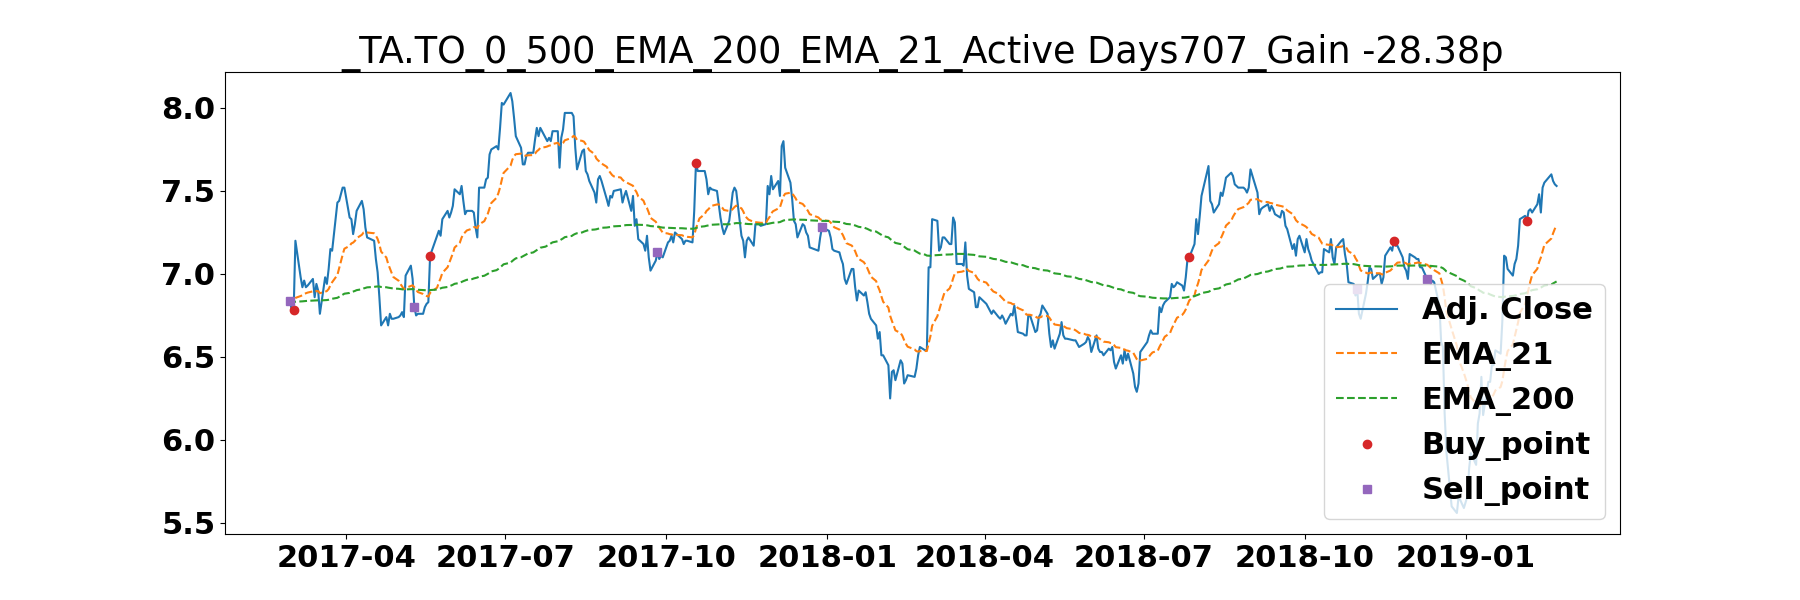 _TA.TO_0_500_EMA_200_EMA_21_Active Days707_Gain -28.38p
8.0
7.5
7.0
6.5
6.0
5.5
2017-04 2017-07 2017-10 2018-01 2018-04 2018-07 2018-10 2019-01
Adj. Close
EMA_21
EMA_200
Buy_point
Sell_point